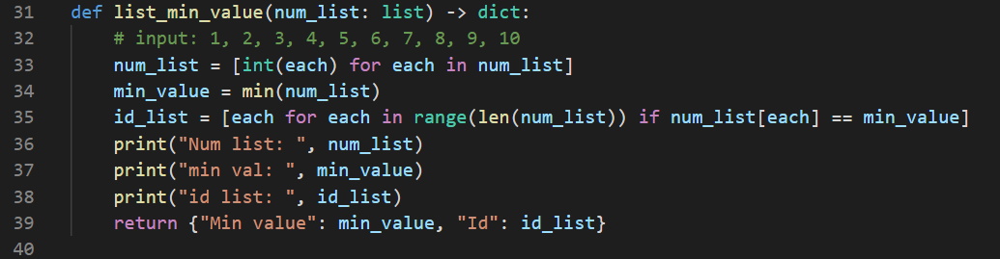 31 def list_min_value(num_list: list) -> dict:
32 # input: 1, 2, 3, 4, 5, 6, 7, 8, 9, 10
33 num_list = [int(each) for each in num_list]
34 min_value = min(num_list)
35 id_list = [each for each in range(len(num_list)) if num_list[each] == min_value]
36 print("Num list: ", num_list)
37 print("min val: ", min_value)
38 print("id list: ", id_list)
39 return {"Min value": min_value, "Id": id_list}
40